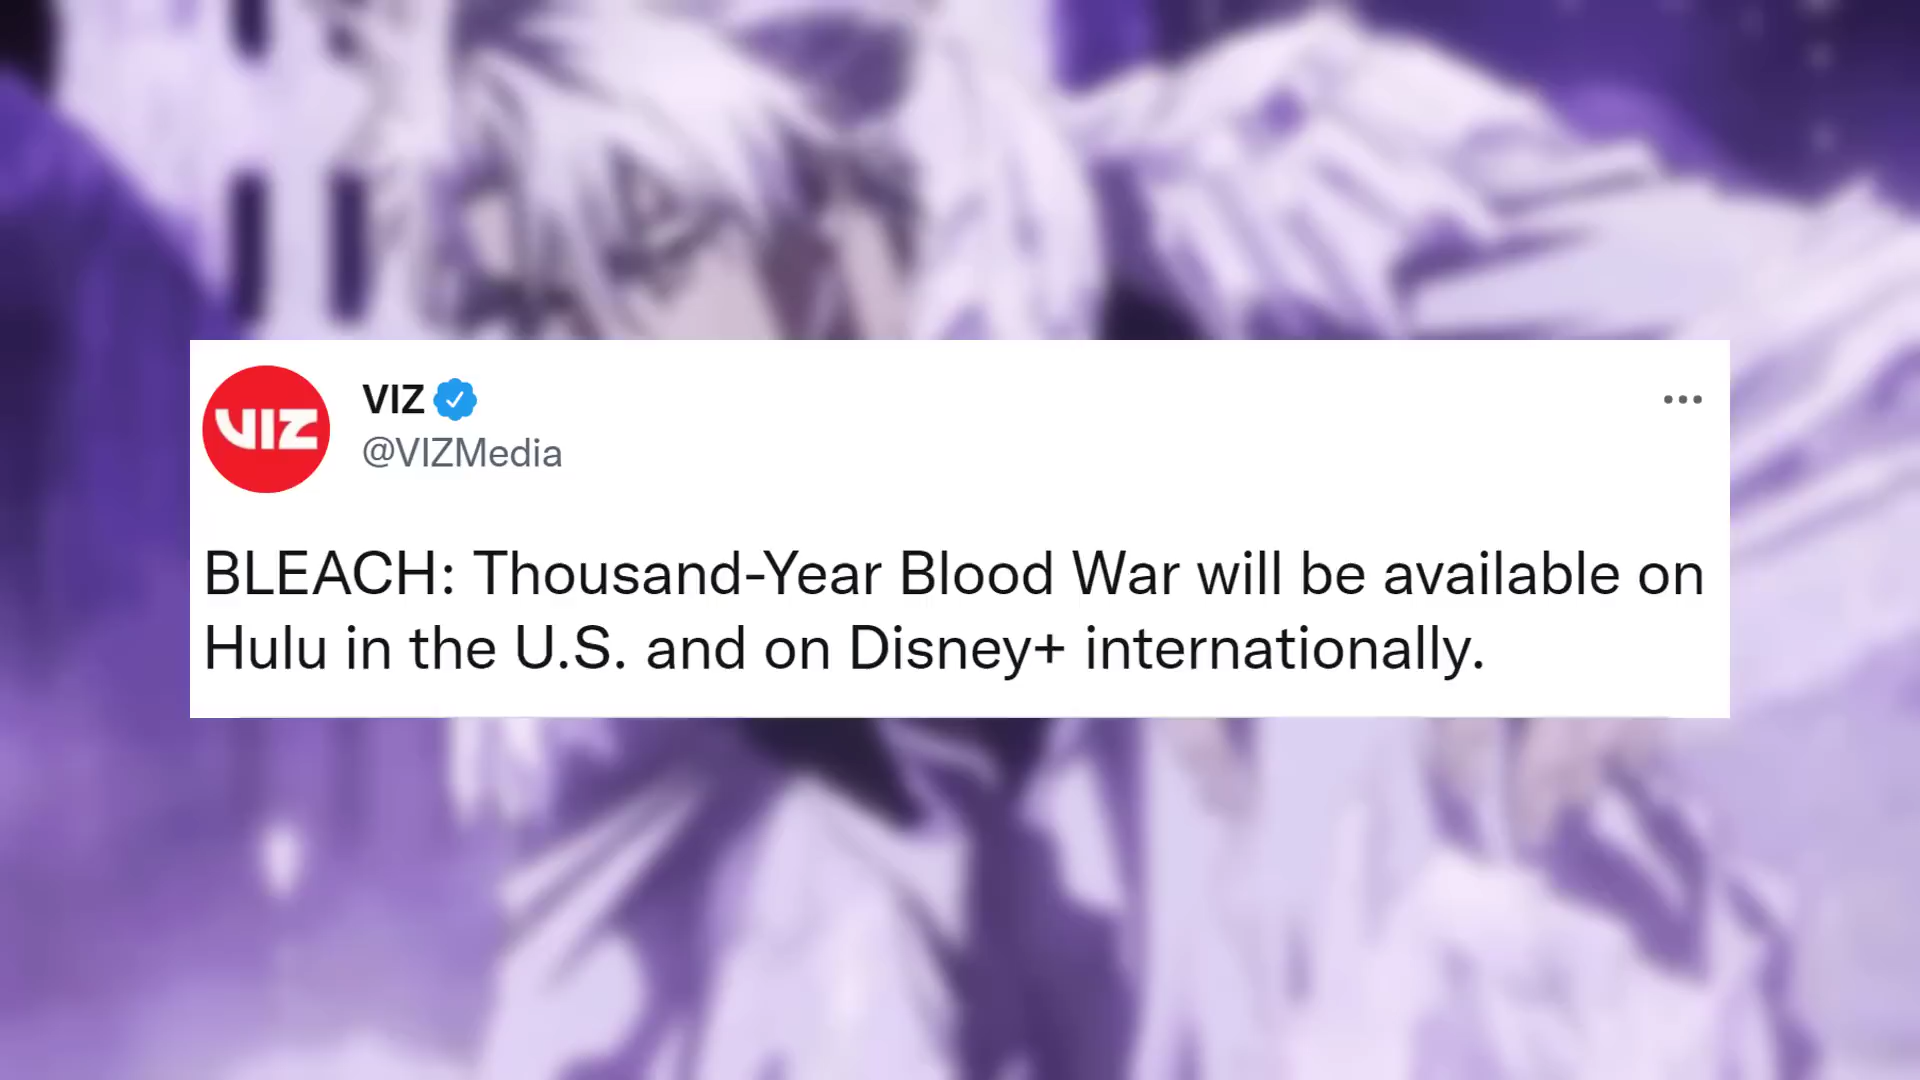 VIZ
VIZ
@VIZMedia
BLEACH: Thousand-Year Blood War will be available on
Hulu in the U.S. and on Disney+ internationally.